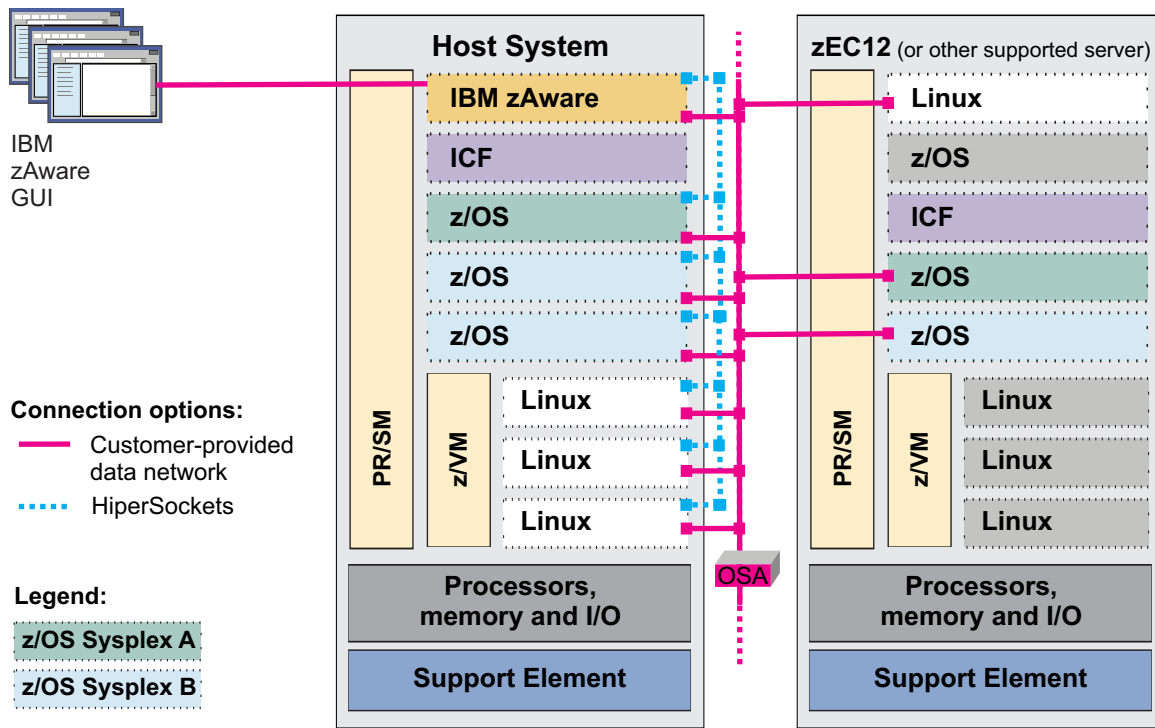 IBM
zAware
GUI
Connection options:
Customer-provided
data network
HiperSockets
Legend:
z/OS Sysplex A
z/OS Sysplex B
Host System
PR/SM
IBM zAware
ICF
z/OS
z/OS
z/OS
z/VM
Linux
Linux
Linux
Processors,
memory and I/O
Support Element
OSA
zEC12 (or other supported server)
PR/SM
Linux
z/OS
ICF
z/OS
z/OS
z/VM
Linux
Linux
Linux
Processors,
memory and I/O
Support Element